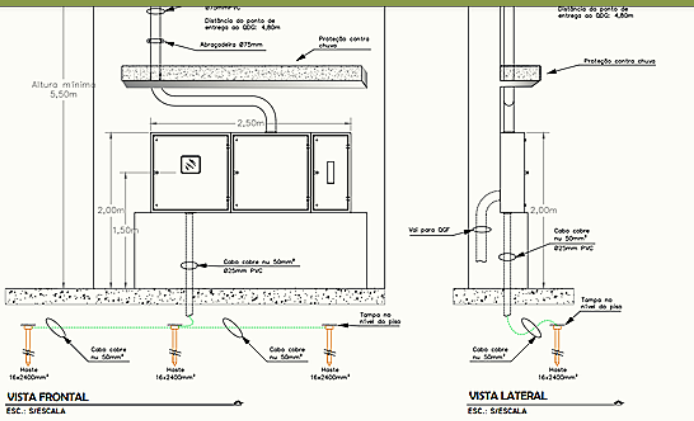 Ø75mmPVC
Distância do ponto de
entrega ao QDG: 4,80m
Abraçadeira Ø75mm
Proteção contra
chuva
Altura mínima
5,50m
2,50m
2,00m
1,50m
Cabo cobre nu 50mm²
Ø25mm PVC
Tampa no
nível do piso
Cabo cobre
nu 50mm²
Cabo cobre
nu 50mm²
Haste
16x2400mm²
Haste
16x2400mm²
Haste
16x2400mm²
VISTA FRONTAL
ESC.: S/ESCALA
Distância do ponto de
entrega ao QDG: 4,80m
Proteção contra chuva
2,00m
Vai para QGF
Cabo cobre
nu 50mm²
Ø25mm PVC
Tampa no
nível do piso
Cabo cobre
nu 50mm²
Haste
16x2400mm²
VISTA LATERAL
ESC.: S/ESCALA